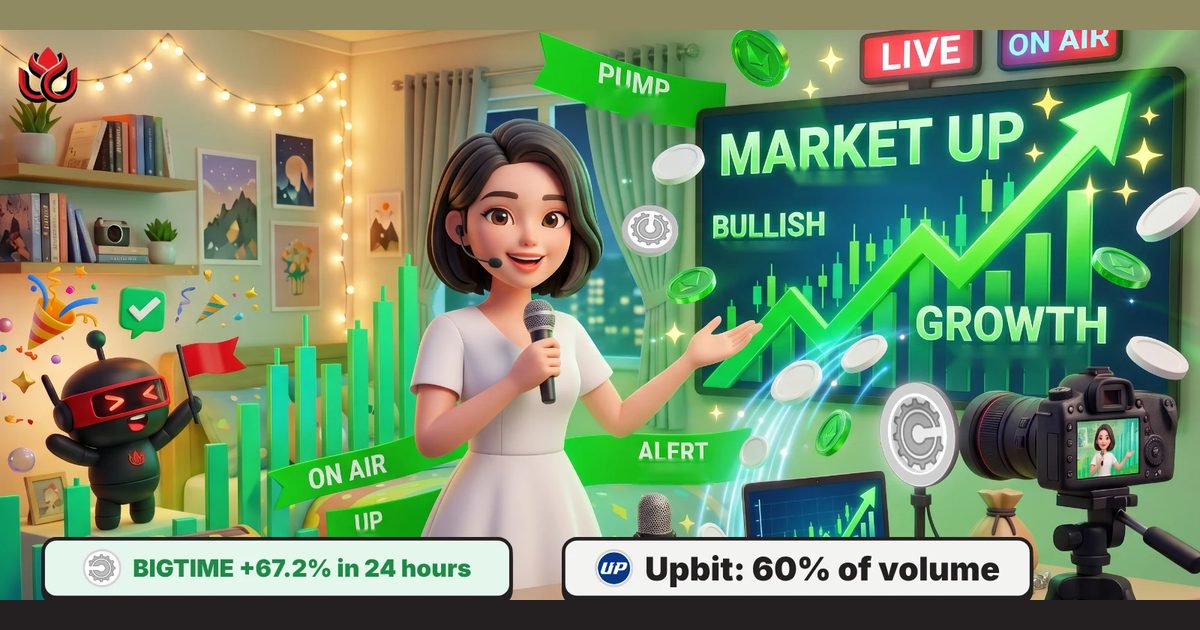 PUMP
LIVE
ON AIR
MARKET UP
BULLISH
GROWTH
ON AIR
ALERT
UP
BIGTIME +67.2% in 24 hours
UP
Upbit: 60% of volume